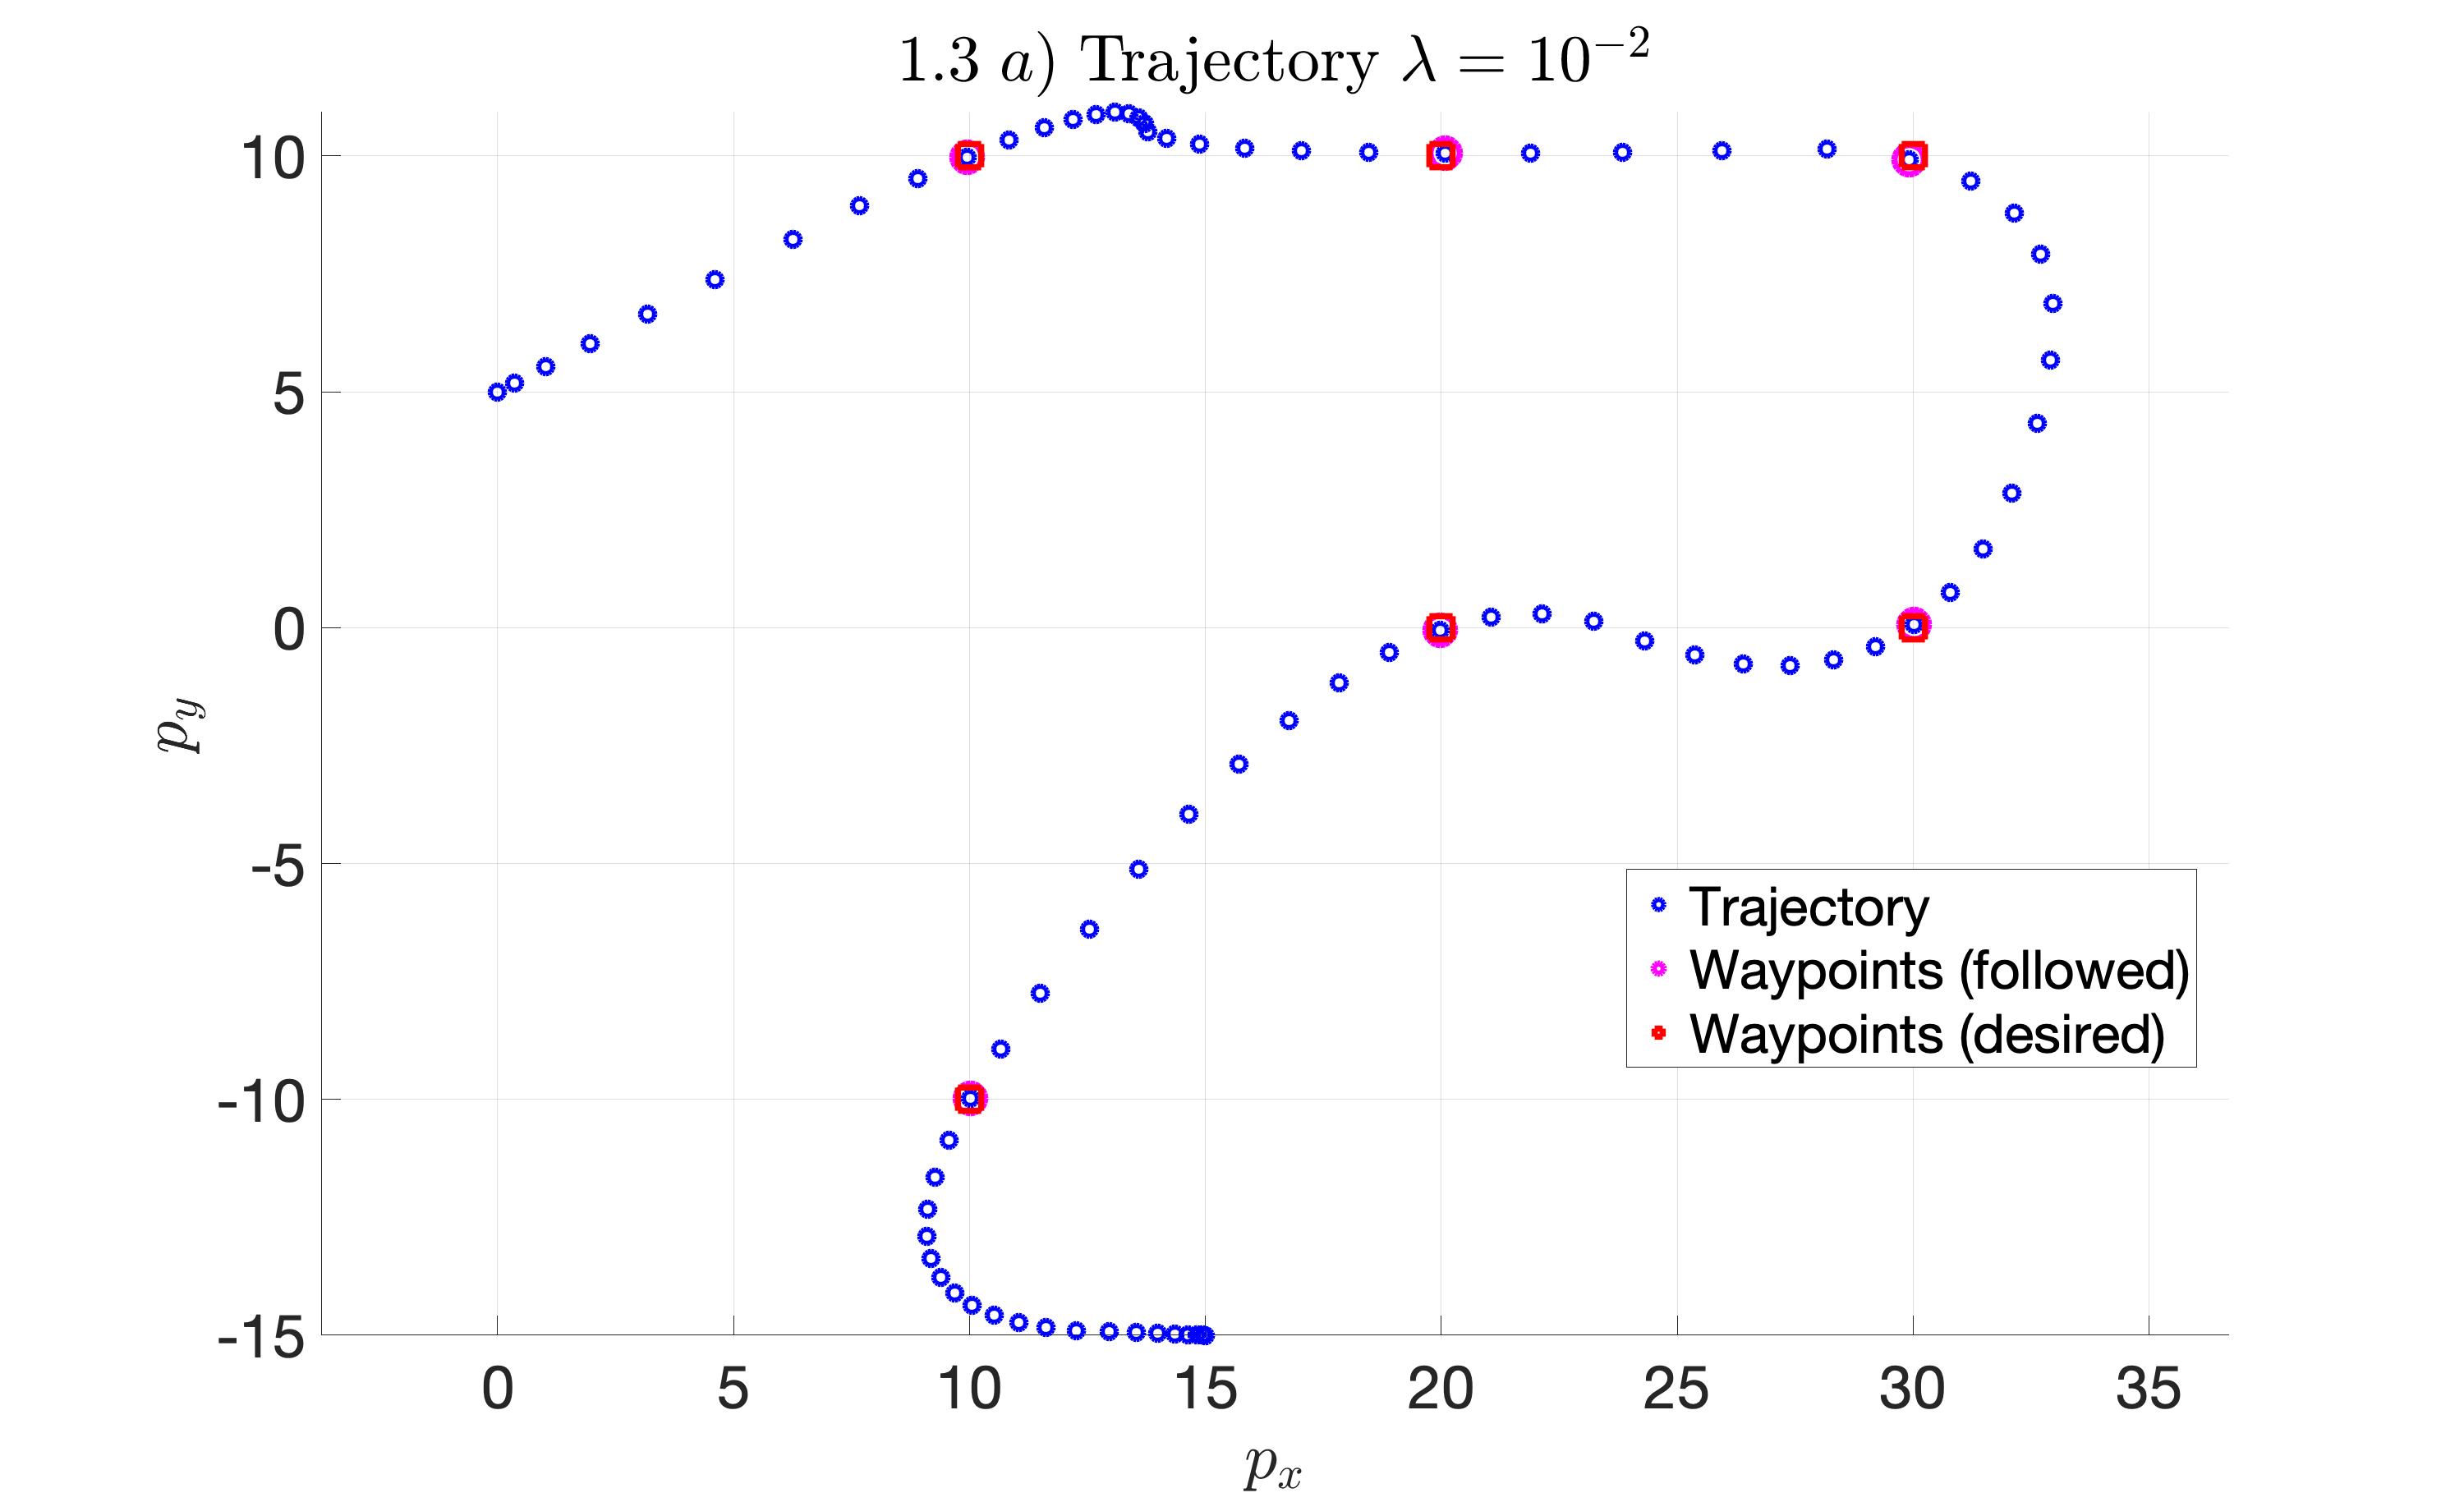 1.3 a) Trajectory λ = 10⁻²
10
5
0
-5
-10
-15
p_y
Trajectory
Waypoints (followed)
Waypoints (desired)
0 5 10 15 20 25 30 35
p_x